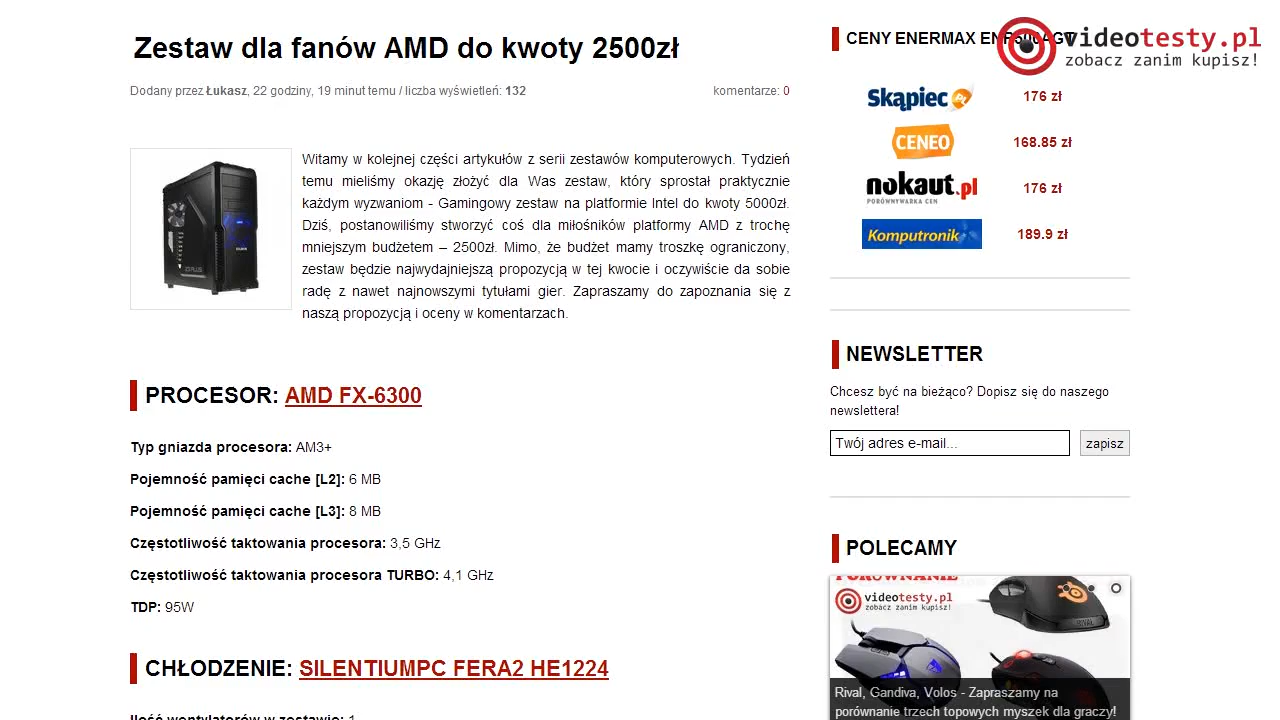 Zestaw dla fanów AMD do kwoty 2500zł
Dodany przez Łukasz, 22 godziny, 19 minut temu / liczba wyświetleń: 132
komentarze: 0
Witamy w kolejnej części artykułów z serii zestawów komputerowych. Tydzień
temu mieliśmy okazję złożyć dla Was zestaw, który sprostał praktycznie
każdym wyzwaniom - Gamingowy zestaw na platformie Intel do kwoty 5000zł.
Dziś, postanowiliśmy stworzyć coś dla miłośników platformy AMD z trochę
mniejszym budżetem – 2500zł. Mimo, że budżet mamy troszkę ograniczony,
zestaw będzie najwydajniejszą propozycją w tej kwocie i oczywiście da sobie
radę z nawet najnowszymi tytułami gier. Zapraszamy do zapoznania się z
naszą propozycją i oceny w komentarzach.
PROCESOR: AMD FX-6300
Typ gniazda procesora: AM3+
Pojemność pamięci cache [L2]: 6 MB
Pojemność pamięci cache [L3]: 8 MB
Częstotliwość taktowania procesora: 3,5 GHz
Częstotliwość taktowania procesora TURBO: 4,1 GHz
TDP: 95W
CHŁODZENIE: SILENTIUMPC FERA2 HE1224
Ilość wentylatorów w zestawie: 1
CENY ENERMAX
videotesty.pl
zobacz zanim kupisz!
Skąpiec.pl 176 zł
CENEO 168.85 zł
nokaut.pl 176 zł
PORÓWNYWARKA CEN
Komputronik 189.9 zł
NEWSLETTER
Chcesz być na bieżąco? Dopisz się do naszego
newslettera!
Twój adres e-mail...
zapisz
POLECAMY
PORÓWNANIE
videotesty.pl
zobacz zanim kupisz!
RIVAL
Rival, Gandiva, Volos - Zapraszamy na
porównanie trzech topowych myszek dla graczy!